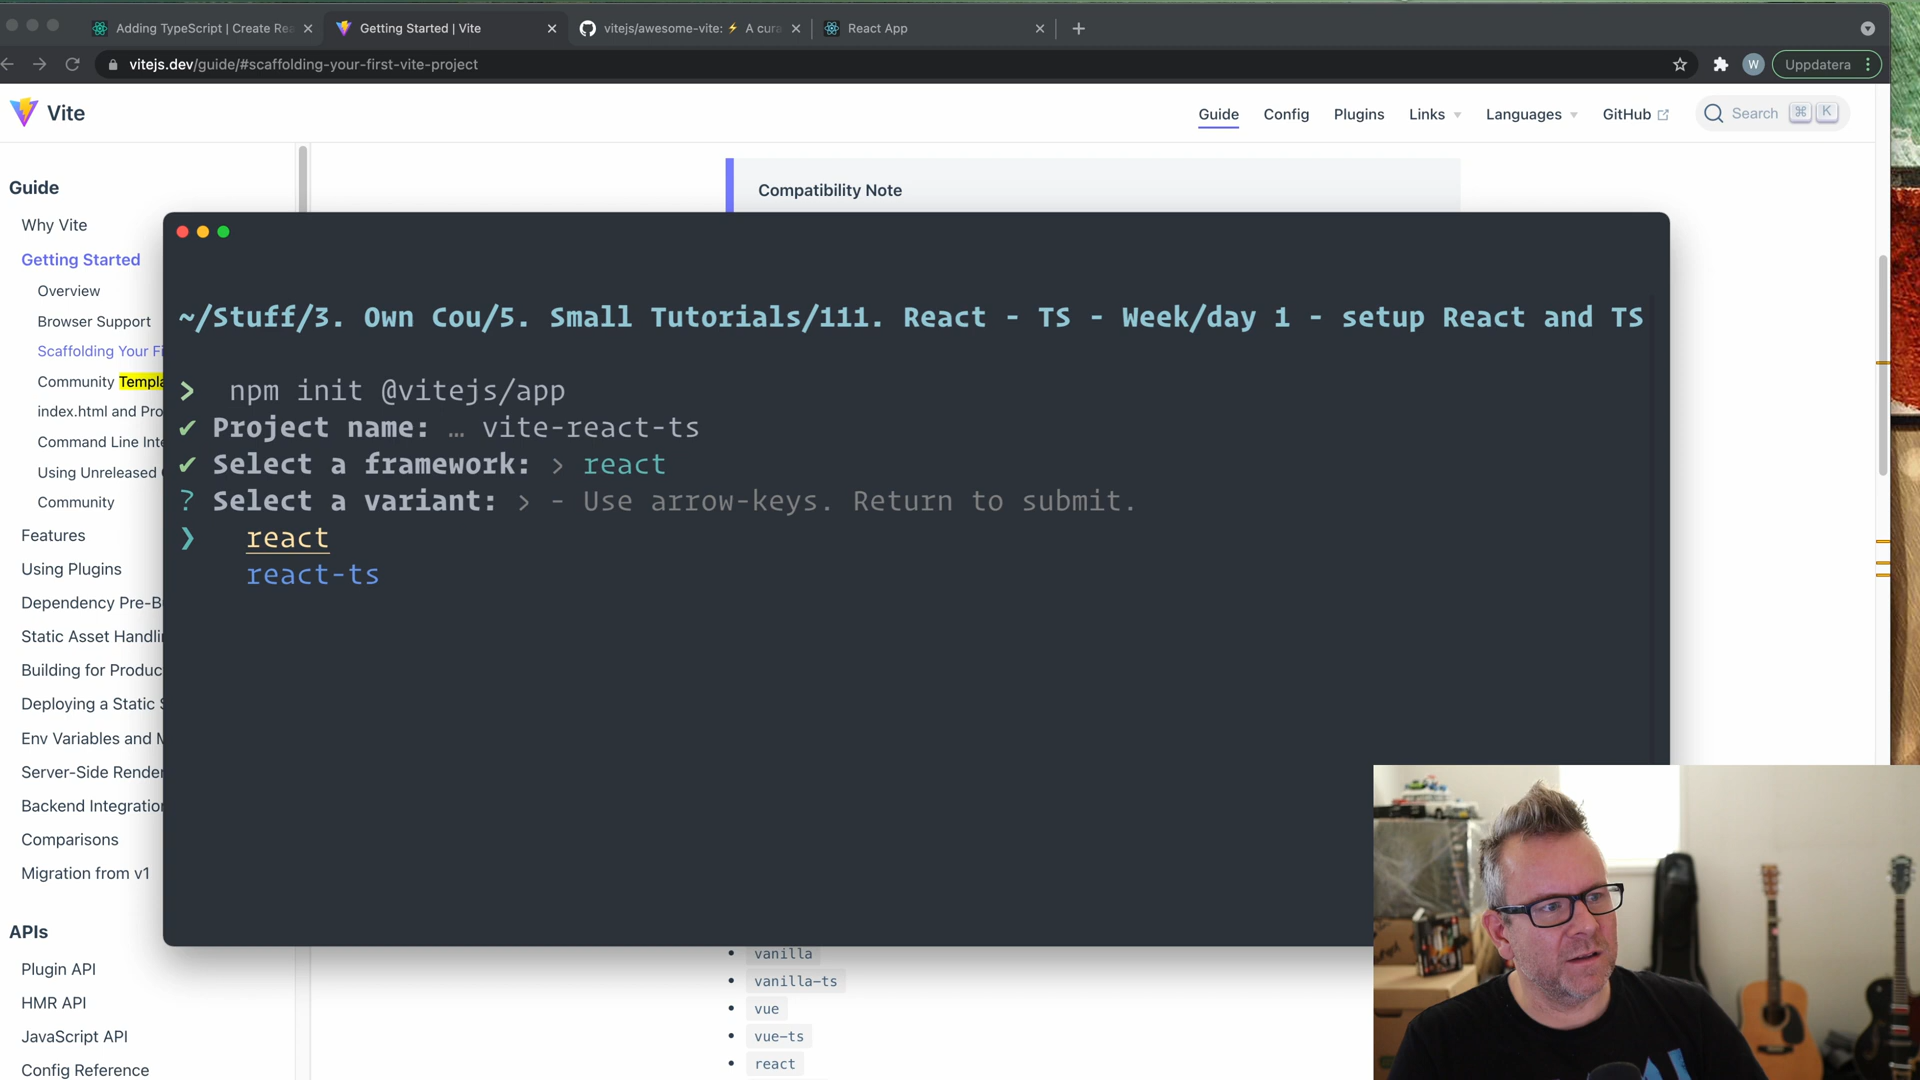 Adding TypeScript | Create Rea
Getting Started | Vite
vitejs/awesome-vite: ⚡ A cura
React App
vitejs.dev/guide/#scaffolding-your-first-vite-project
W
Uppdatera
Vite
Guide
Config
Plugins
Links
Languages
GitHub
Search ⌘ K
Guide
Why Vite
Getting Started
Overview
Browser Support
Scaffolding Your Fi
Community Templa
index.html and Pro
Command Line Inte
Using Unreleased
Community
Features
Using Plugins
Dependency Pre-B
Static Asset Handlin
Building for Produc
Deploying a Static S
Env Variables and M
Server-Side Render
Backend Integration
Comparisons
Migration from v1
APIs
Plugin API
HMR API
JavaScript API
Config Reference
Compatibility Note
~/Stuff/3. Own Cou/5. Small Tutorials/111. React - TS - Week/day 1 - setup React and TS
❯ npm init @vitejs/app
✔ Project name: … vite-react-ts
✔ Select a framework: › react
? Select a variant: › - Use arrow-keys. Return to submit.
❯ react
react-ts
• vanilla
• vanilla-ts
• vue
• vue-ts
• react